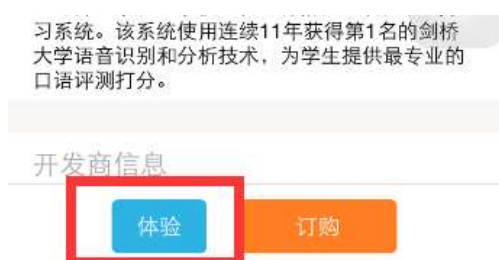 习系统。该系统使用连续11年获得第1名的剑桥
大学语音识别和分析技术，为学生提供最专业的
口语评测打分。
开发商信息
体验
订购